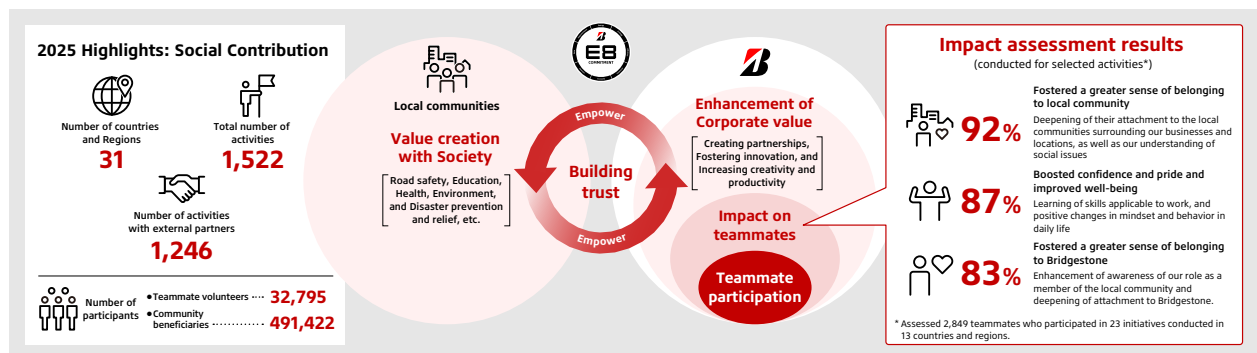 2025 Highlights: Social Contribution
Number of countries
and Regions
31
Total number of
activities
1,522
Number of activities
with external partners
1,246
Number of
participants
●Teammate volunteers ···· 32,795
●Community
beneficiaries ············· 491,422
Local communities
Value creation
with Society
Road safety, Education,
Health, Environment,
and Disaster prevention
and relief, etc.
E8
COMMITMENT
Empower
Building
trust
Empower
Enhancement of
Corporate value
Creating partnerships,
Fostering innovation, and
Increasing creativity and
productivity
Impact on
teammates
Teammate
participation
Impact assessment results
(conducted for selected activities*)
92%
Fostered a greater sense of belonging
to local community
Deepening of their attachment to the local
communities surrounding our businesses and
locations, as well as our understanding of
social issues
87%
Boosted confidence and pride and
improved well-being
Learning of skills applicable to work, and
positive changes in mindset and behavior in
daily life
83%
Fostered a greater sense of belonging
to Bridgestone
Enhancement of awareness of our role as a
member of the local community and
deepening of attachment to Bridgestone.
* Assessed 2,849 teammates who participated in 23 initiatives conducted in
13 countries and regions.